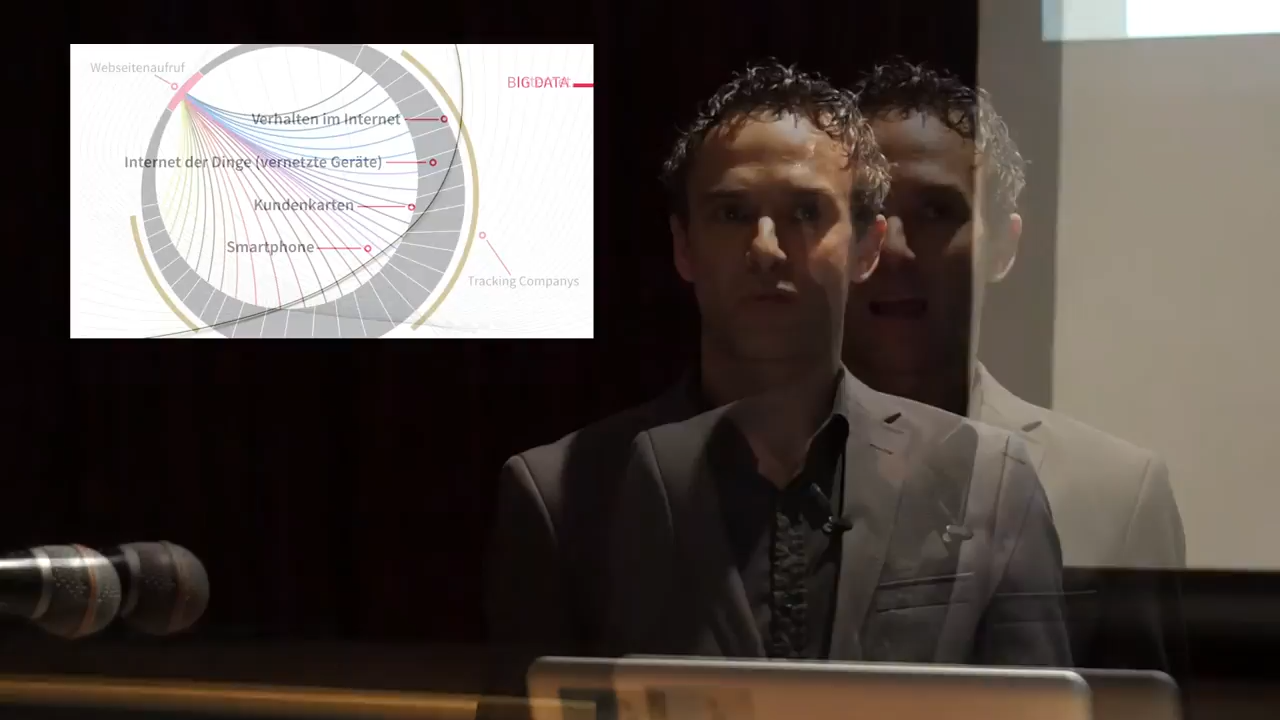 Webseitenaufruf
BIG DATA
Verhalten im Internet
Internet der Dinge (vernetzte Geräte)
Kundenkarten
Smartphone
Tracking Companys